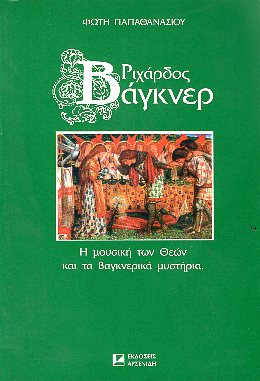 ΦΩΤΗ ΠΑΠΑΘΑΝΑΣΙΟΥ
Ριχάρδος
Βάγκνερ
Η μουσική των Θεών
και τα Βαγκνερικά μυστήρια.
ΕΚΔΟΣΕΙΣ
ΑΡΣΕΝΙΔΗ